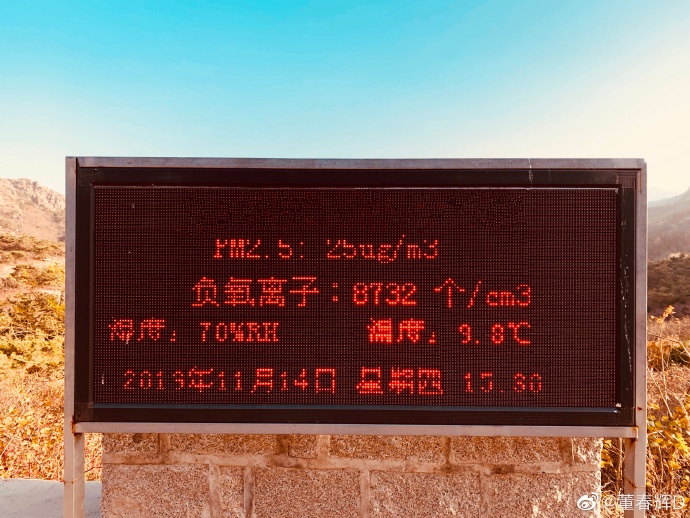 PM2.5: 25ug/m3
负氧离子：8732 个/cm3
湿度：70%RH 温度：9.8℃
2019年11月14日 星期四 15:30
@董春辉D